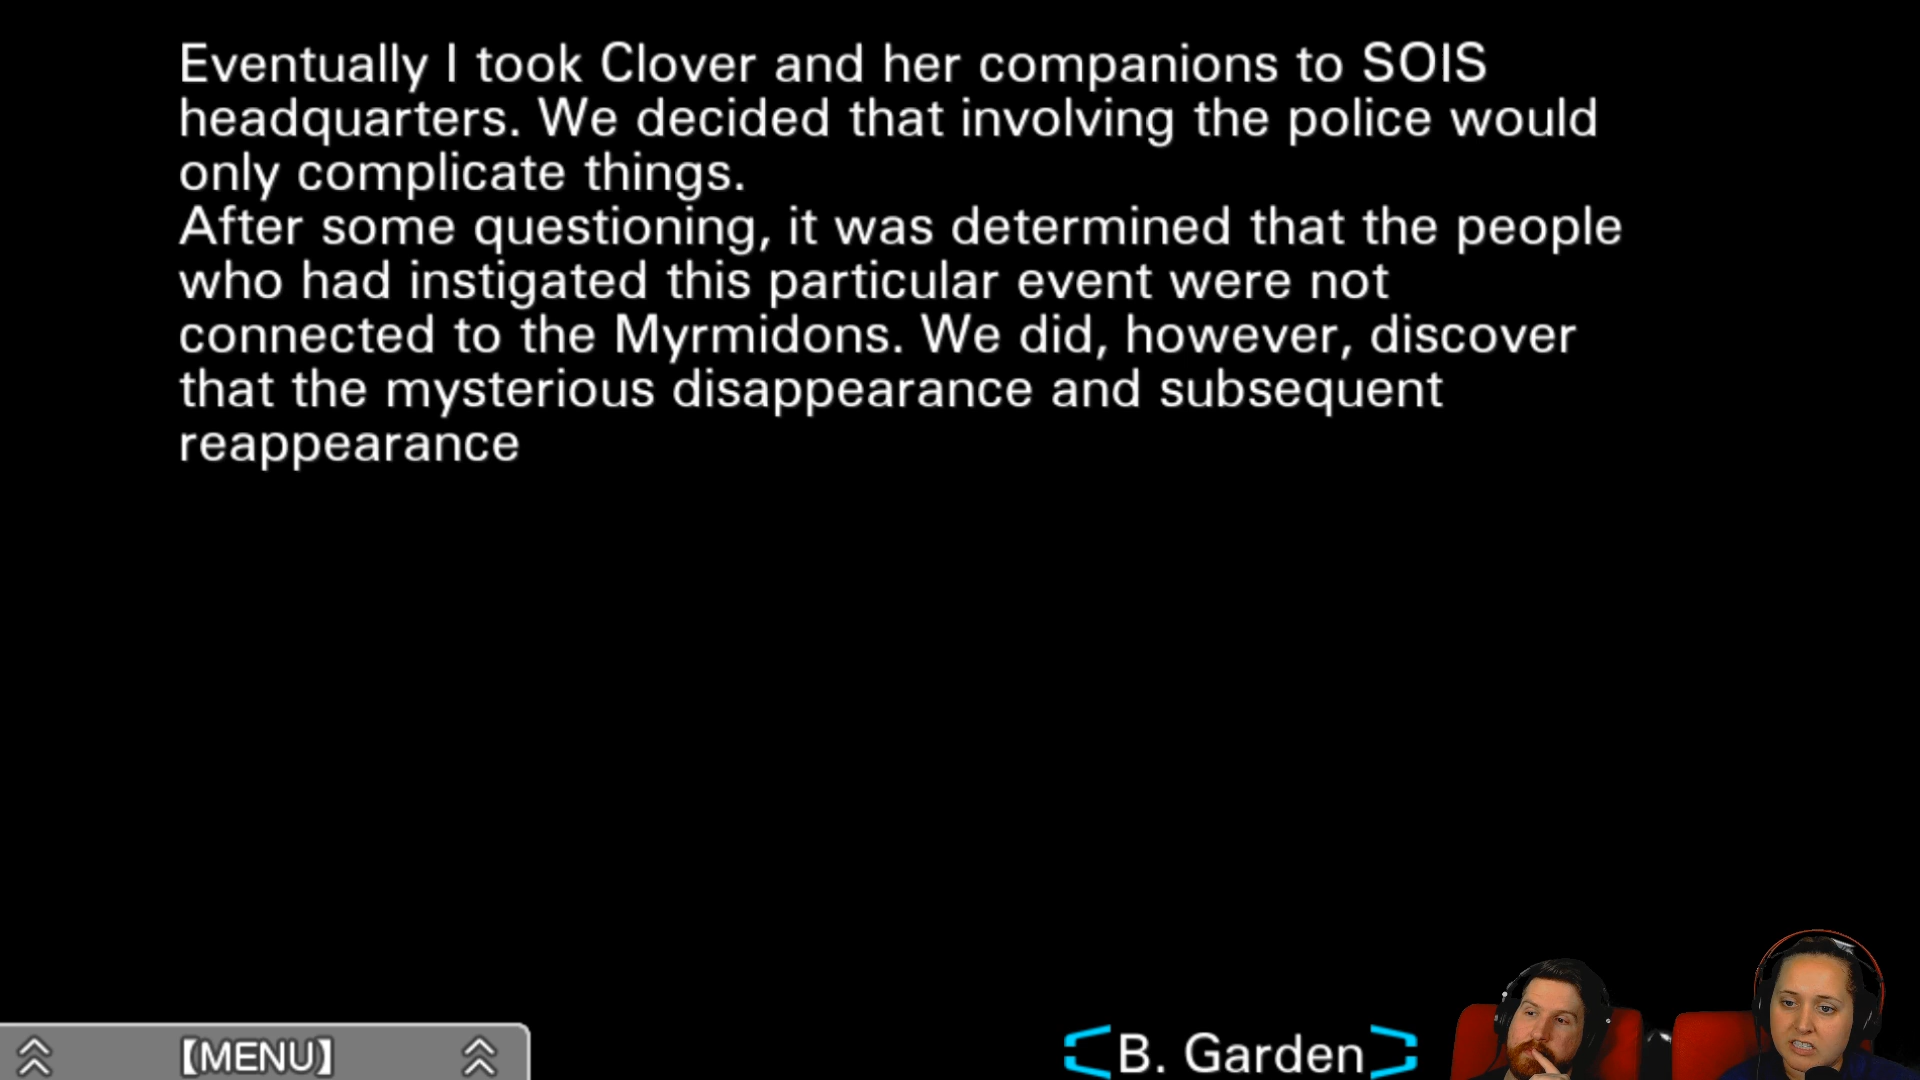 Eventually I took Clover and her companions to SOIS
headquarters. We decided that involving the police would
only complicate things.
After some questioning, it was determined that the people
who had instigated this particular event were not
connected to the Myrmidons. We did, however, discover
that the mysterious disappearance and subsequent
reappearance
【MENU】
B. Garden